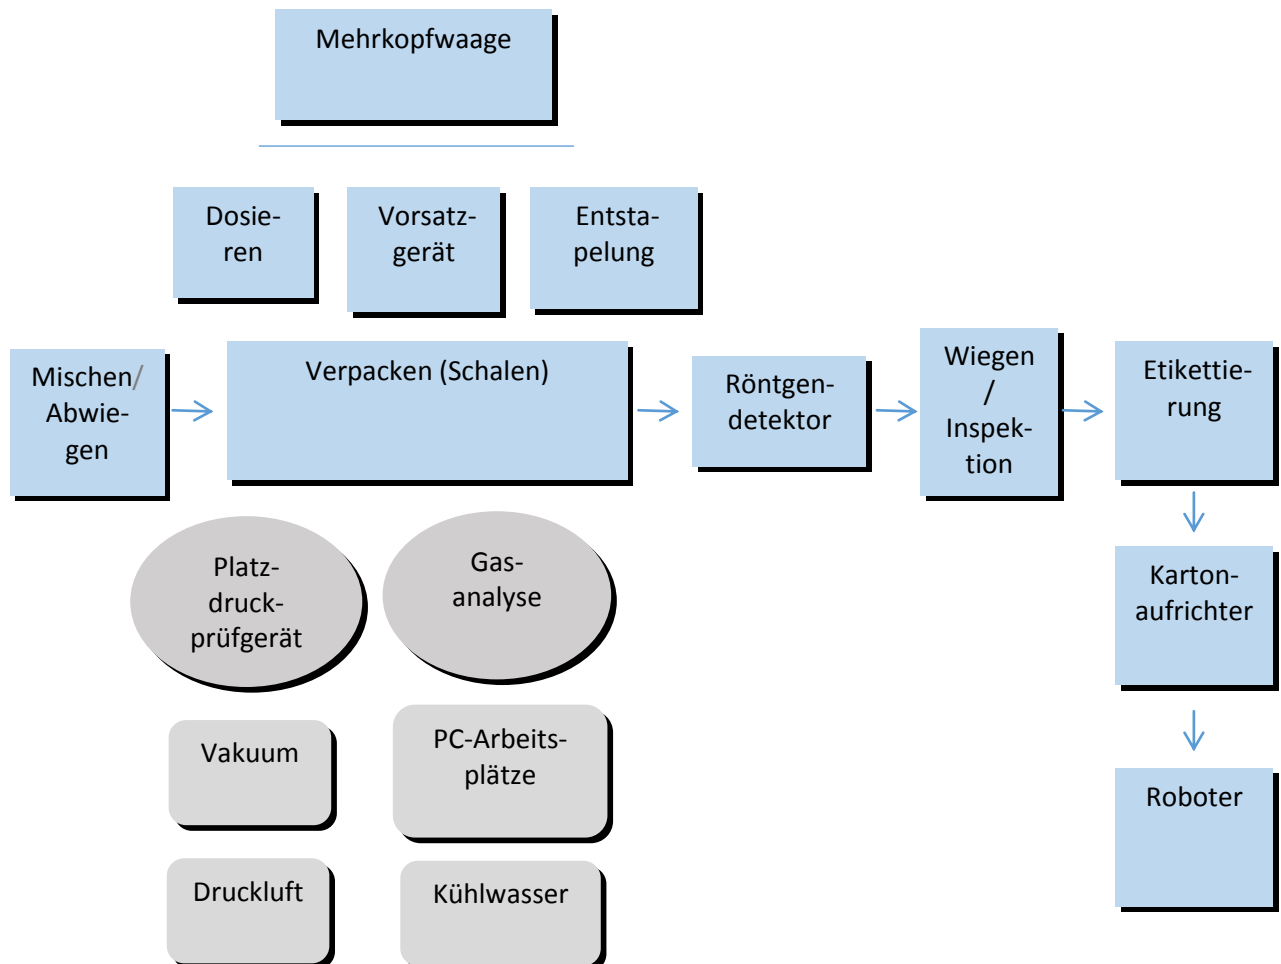 Mehrkopfwaage
Dosie-
ren
Vorsatz-
gerät
Entsta-
pelung
Mischen/
Abwie-
gen
Verpacken (Schalen)
Röntgen-
detektor
Wiegen
/
Inspek-
tion
Etikettie-
rung
Platz-
druck-
prüfgerät
Gas-
analyse
Karton-
aufrichter
Vakuum
PC-Arbeits-
plätze
Roboter
Druckluft
Kühlwasser